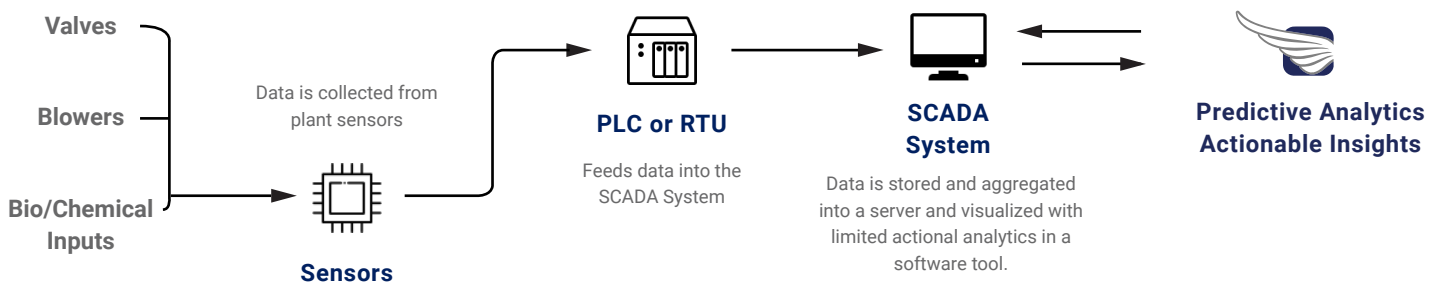 Valves
Blowers
Bio/Chemical
Inputs
Data is collected from
plant sensors
Sensors
PLC or RTU
Feeds data into the
SCADA System
SCADA
System
Data is stored and aggregated
into a server and visualized with
limited actional analytics in a
software tool.
Predictive Analytics
Actionable Insights